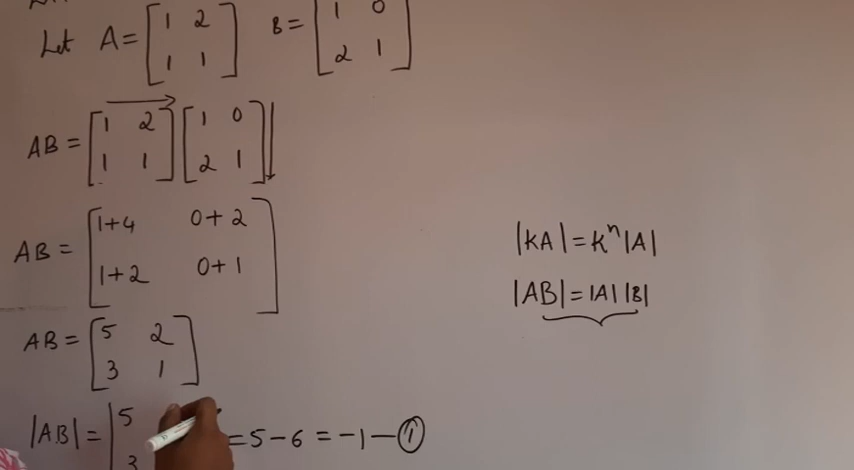 Let A = [1 2 1 1] B = [1 0 2 1]
AB = [1 2 1 1] [1 0 2 1]
AB = [1+4 0+2 1+2 0+1]
AB = [5 2 3 1]
|AB| = |5 3 = 5 - 6 = -1 - ①
|KA| = K^n |A|
|AB| = |A| |B|